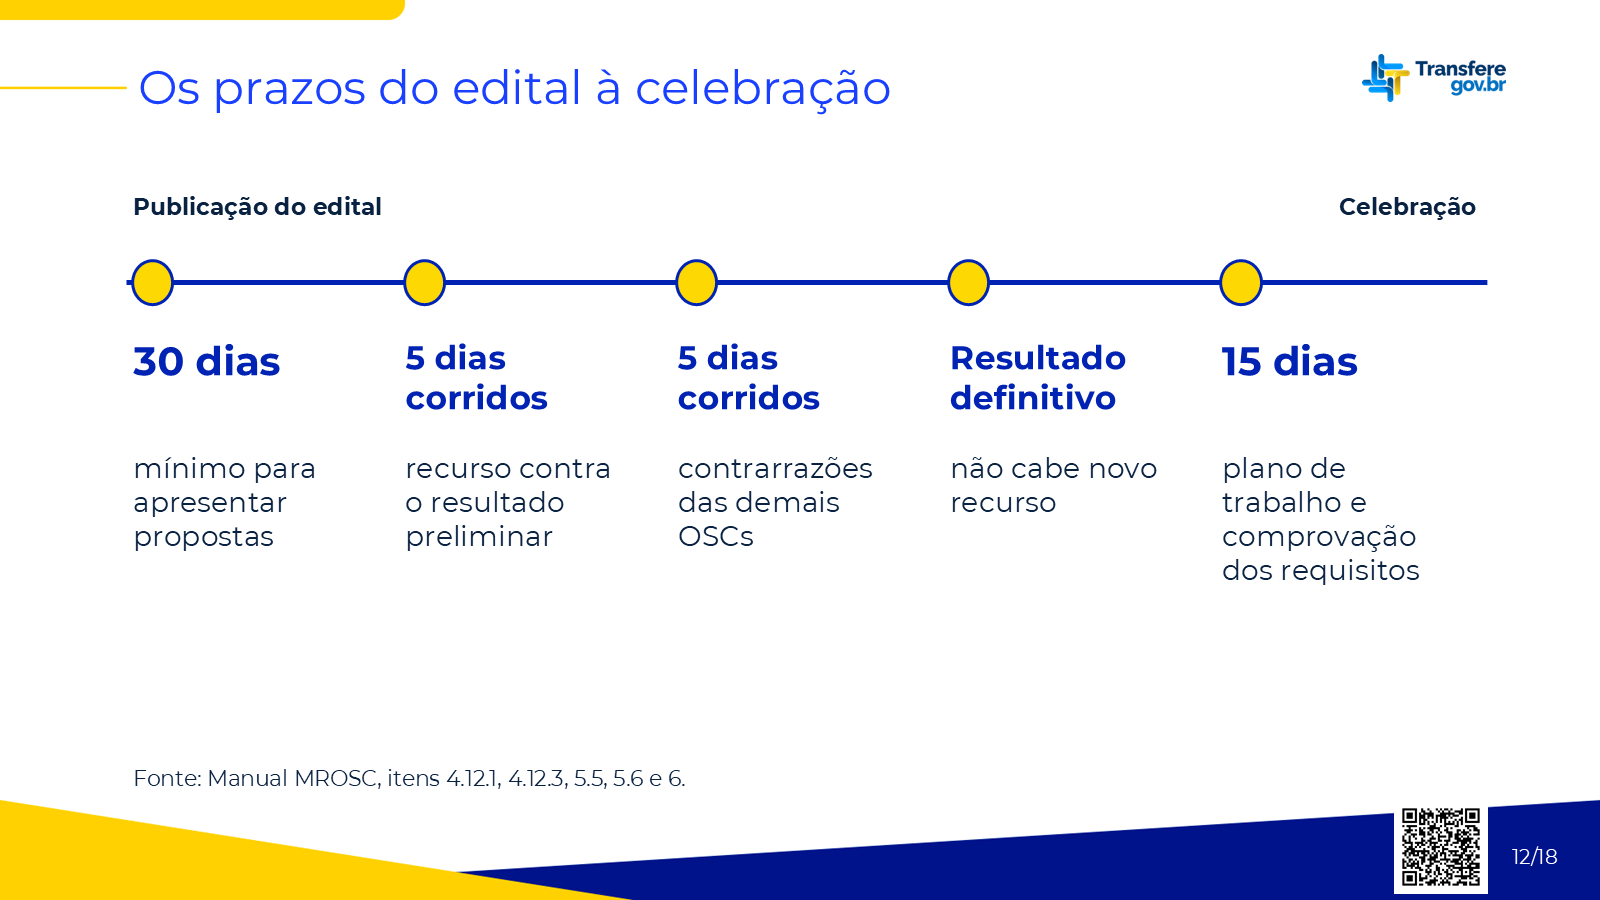 Os prazos do edital à celebração
Transfere
gov.br
Publicação do edital
Celebração
30 dias
mínimo para
apresentar
propostas
5 dias
corridos
recurso contra
o resultado
preliminar
5 dias
corridos
contrarrazões
das demais
OSCs
Resultado
definitivo
não cabe novo
recurso
15 dias
plano de
trabalho e
comprovação
dos requisitos
Fonte: Manual MROSC, itens 4.12.1, 4.12.3, 5.5, 5.6 e 6.
12/18